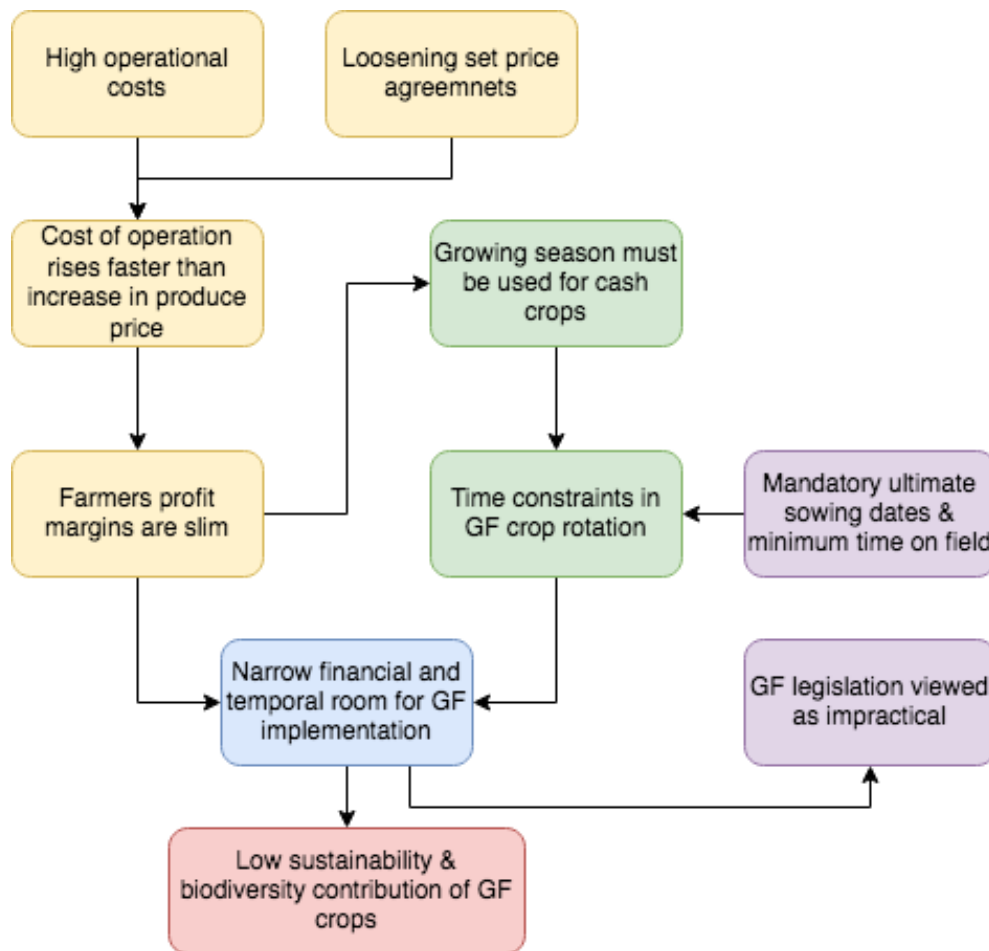 High operational
costs
Loosening set price
agreemnets
Cost of operation
rises faster than
increase in produce
price
Growing season must
be used for cash
crops
Farmers profit
margins are slim
Time constraints in
GF crop rotation
Mandatory ultimate
sowing dates &
minimum time on field
Narrow financial and
temporal room for GF
implementation
GF legislation viewed
as impractical
Low sustainability &
biodiversity contribution of GF
crops